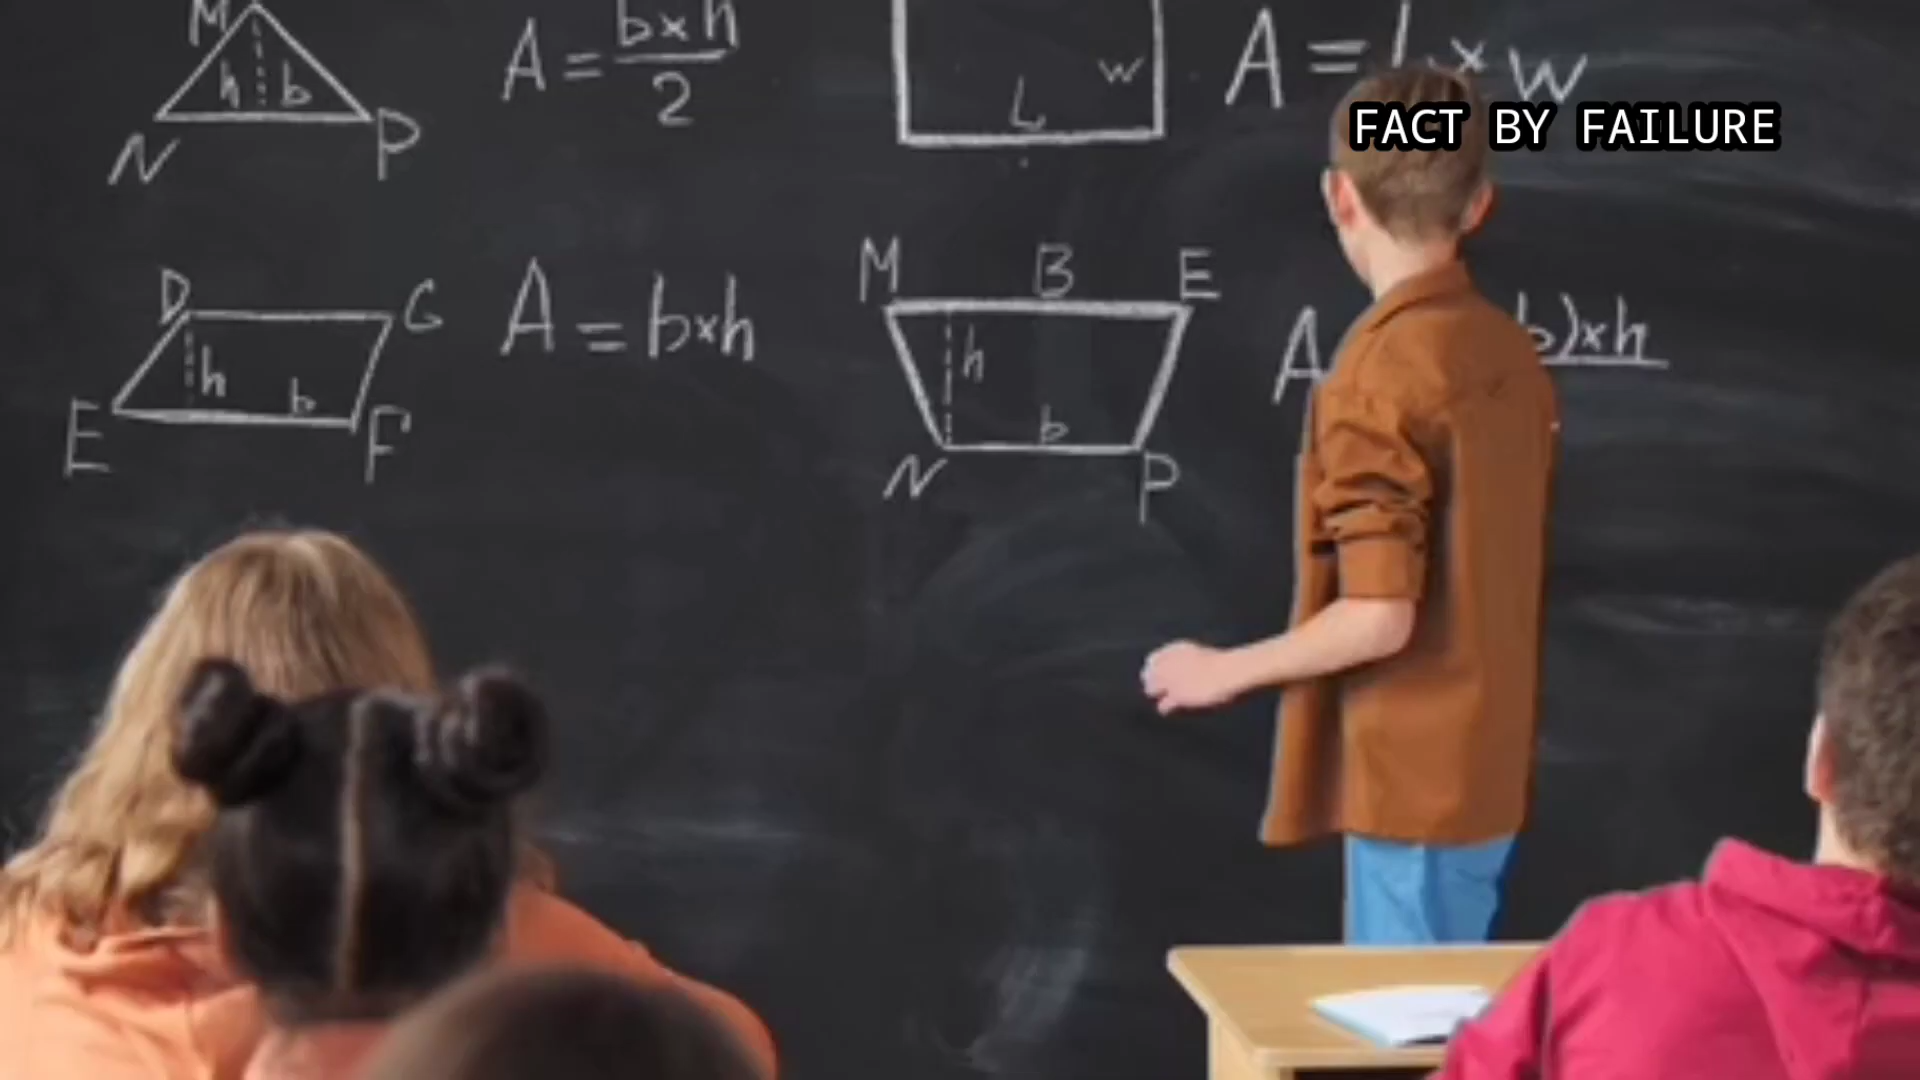 M
h b
N P
A = b×h
2
L
w
A = L × w
FACT BY FAILURE
D G
h
b
E F
A = b×h
M B E
h
b
N P
A
b)×h